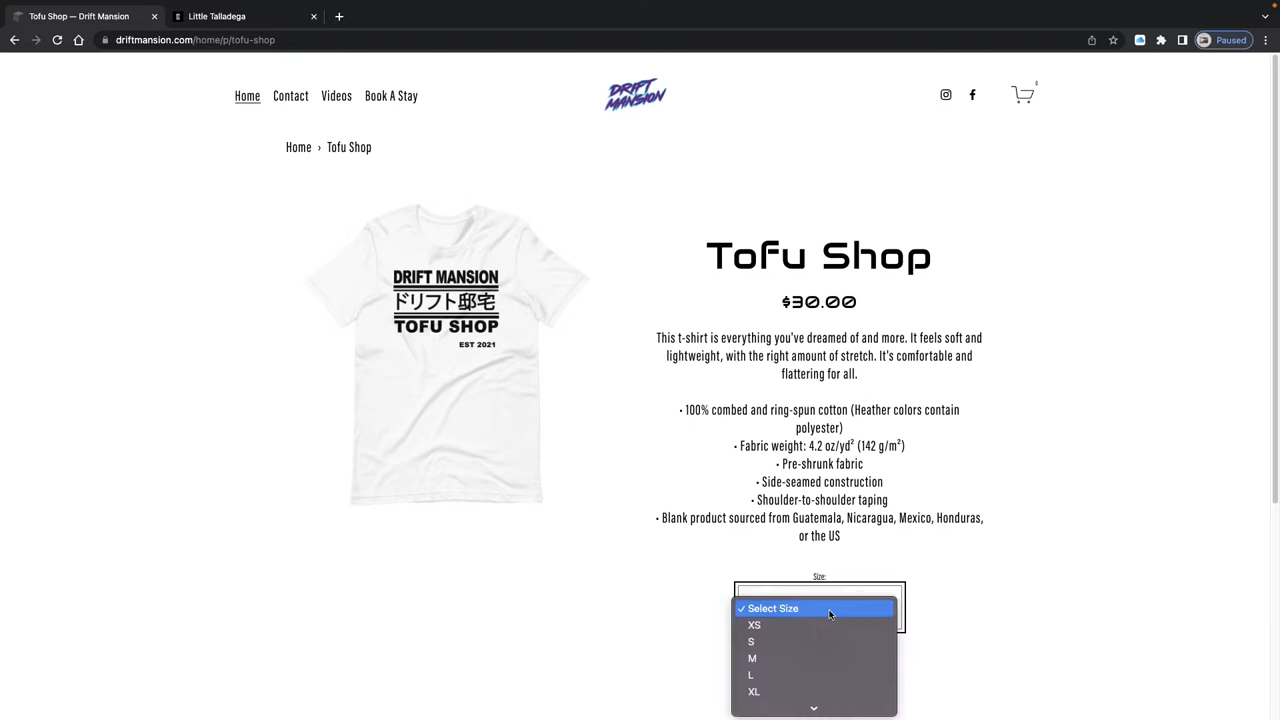 Tofu Shop — Drift Mansion
Little Talladega
driftmansion.com/home/p/tofu-shop
Paused
Home
Contact
Videos
Book A Stay
DRIFT
MANSION
0
Home › Tofu Shop
DRIFT MANSION
ドリフト邸宅
TOFU SHOP
EST 2021
Tofu Shop
$30.00
This t-shirt is everything you've dreamed of and more. It feels soft and
lightweight, with the right amount of stretch. It's comfortable and
flattering for all.
• 100% combed and ring-spun cotton (Heather colors contain
polyester)
• Fabric weight: 4.2 oz/yd² (142 g/m²)
• Pre-shrunk fabric
• Side-seamed construction
• Shoulder-to-shoulder taping
• Blank product sourced from Guatemala, Nicaragua, Mexico, Honduras,
or the US
Size:
✓ Select Size
XS
S
M
L
XL